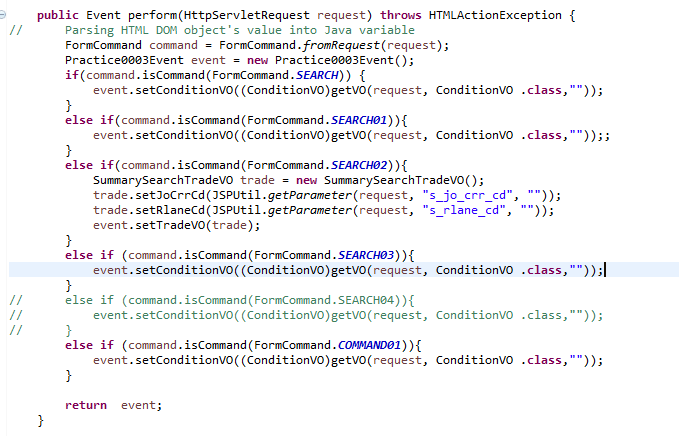 public Event perform(HttpServletRequest request) throws HTMLActionException {
//      Parsing HTML DOM object's value into Java variable
        FormCommand command = FormCommand.fromRequest(request);
        Practice0003Event event = new Practice0003Event();
        if(command.isCommand(FormCommand.SEARCH)) {
            event.setConditionVO((ConditionVO)getVO(request, ConditionVO .class,""));
        }
        else if(command.isCommand(FormCommand.SEARCH01)){
            event.setConditionVO((ConditionVO)getVO(request, ConditionVO .class,""));;
        }
        else if(command.isCommand(FormCommand.SEARCH02)){
            SummarySearchTradeVO trade = new SummarySearchTradeVO();
            trade.setJoCrrCd(JSPUtil.getParameter(request, "s_jo_crr_cd", ""));
            trade.setRlaneCd(JSPUtil.getParameter(request, "s_rlane_cd", ""));
            event.setTradeVO(trade);
        }
        else if (command.isCommand(FormCommand.SEARCH03)){
            event.setConditionVO((ConditionVO)getVO(request, ConditionVO .class,""));
        }
//      else if (command.isCommand(FormCommand.SEARCH04)){
//          event.setConditionVO((ConditionVO)getVO(request, ConditionVO .class,""));
//      }
        else if (command.isCommand(FormCommand.COMMAND01)){
            event.setConditionVO((ConditionVO)getVO(request, ConditionVO .class,""));
        }
        return  event;
    }